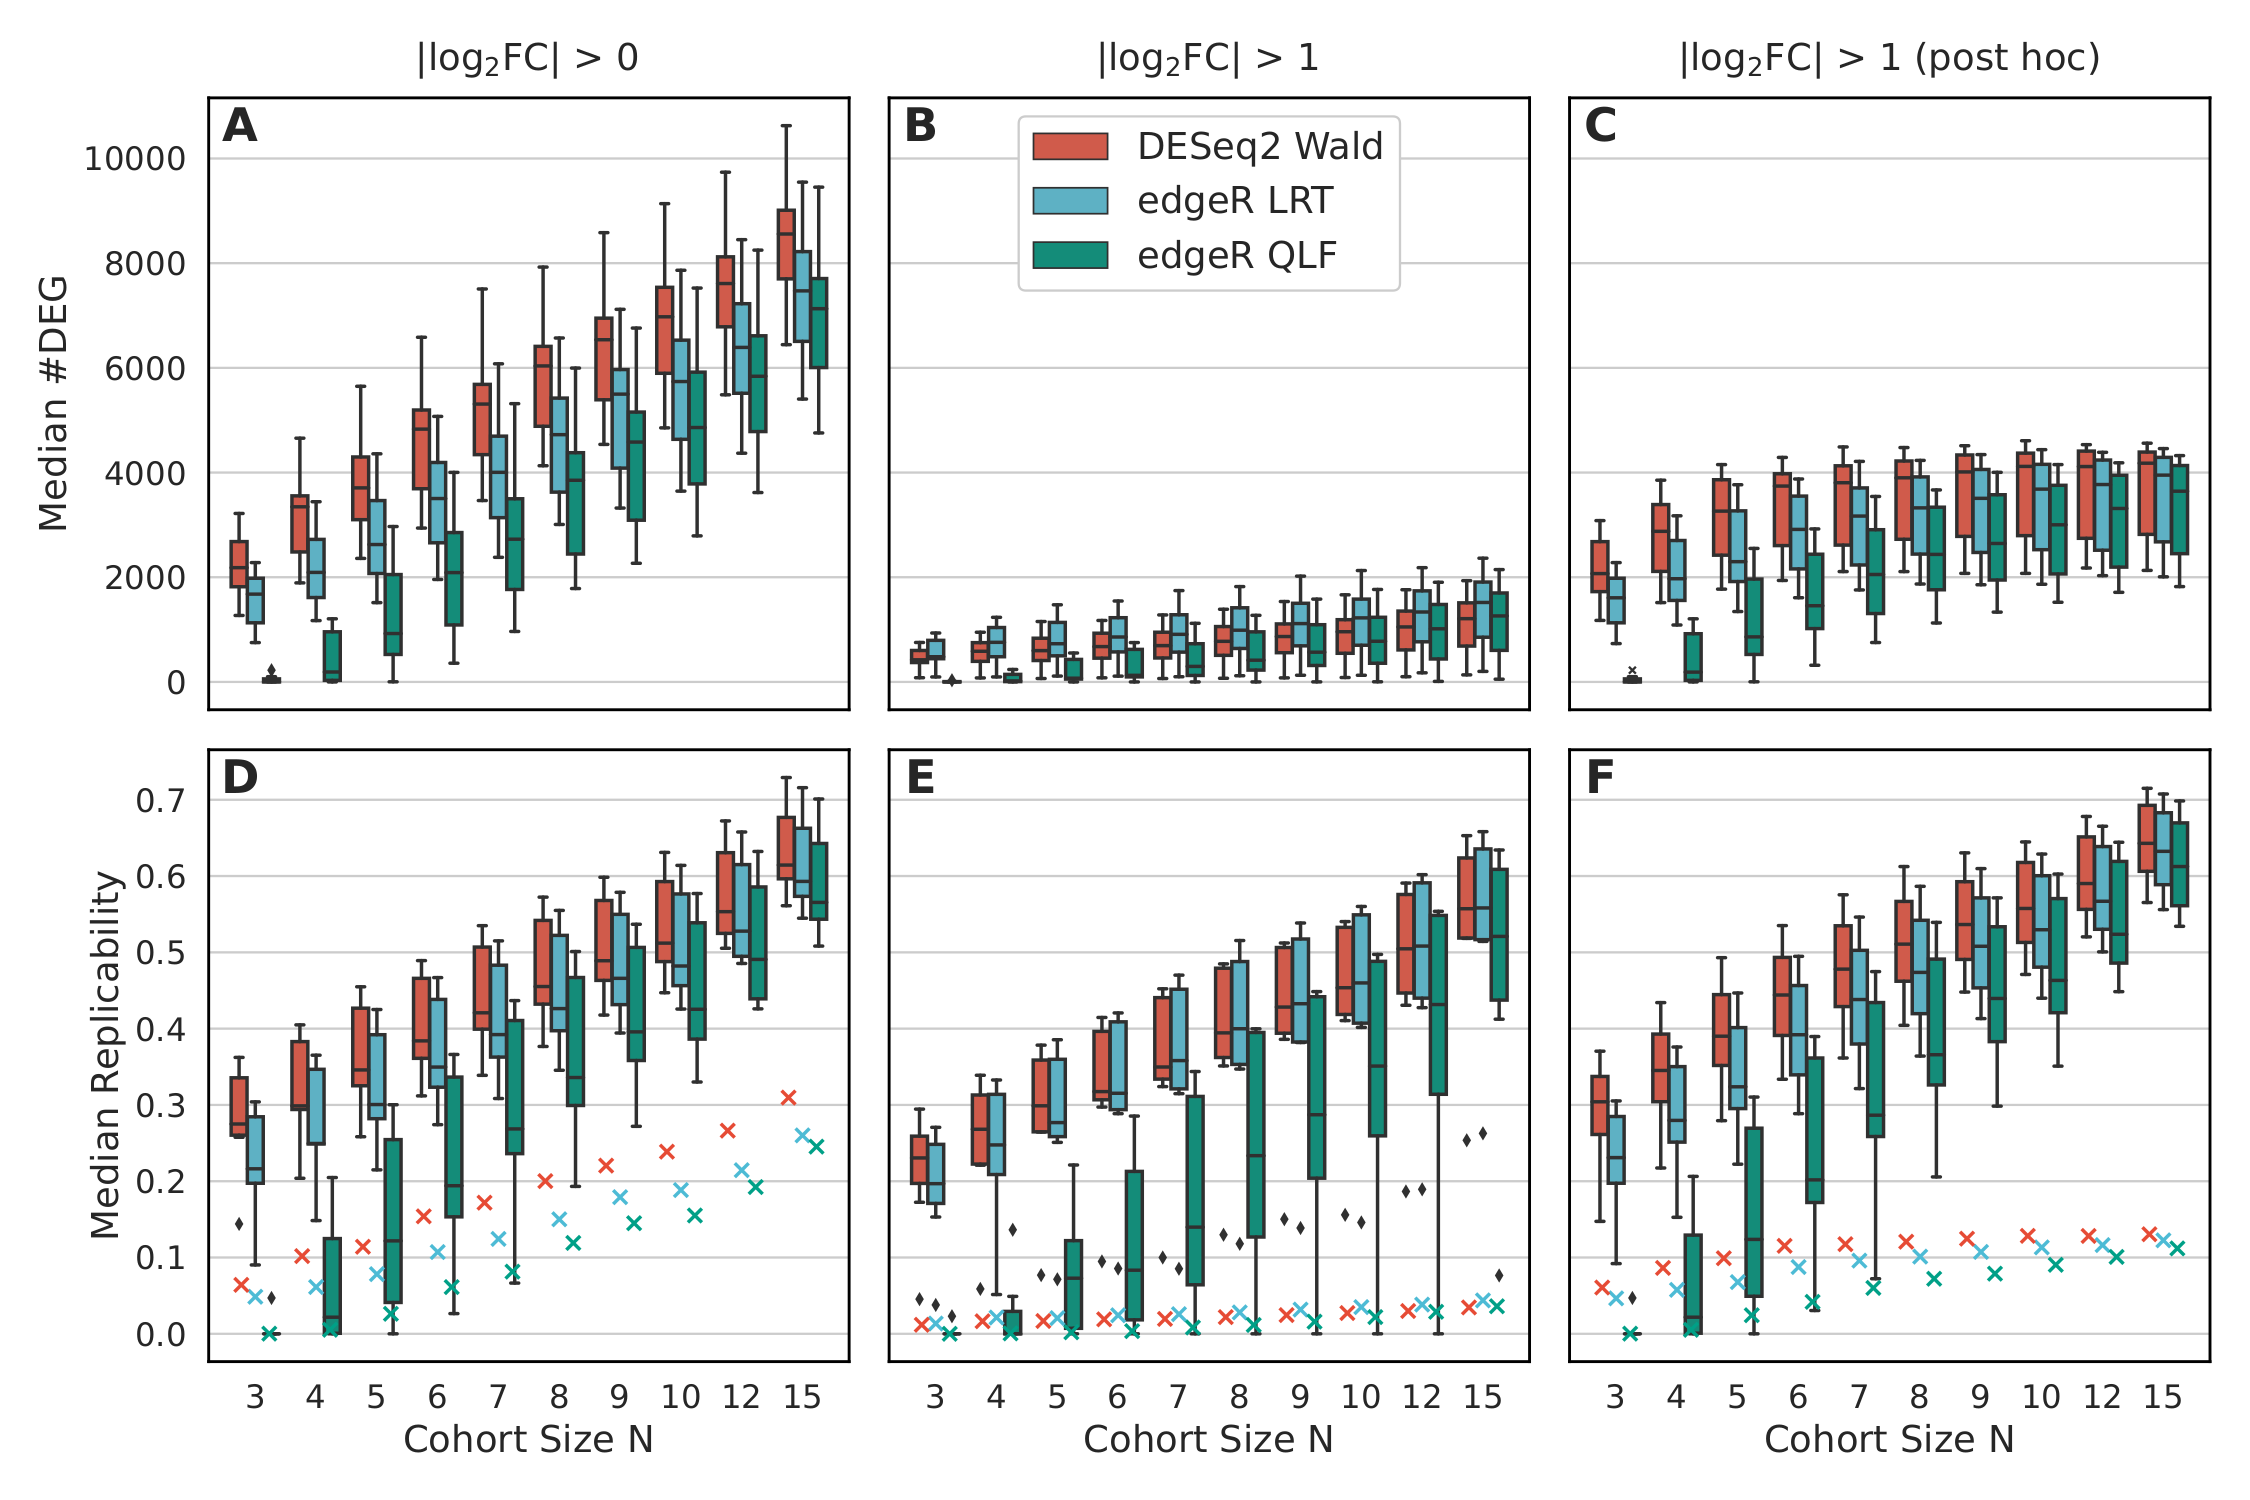 |log₂FC| > 0
|log₂FC| > 1
|log₂FC| > 1 (post hoc)
A
B
C
DESeq2 Wald
edgeR LRT
edgeR QLF
Median #DEG
10000
8000
6000
4000
2000
0
D
E
F
Median Replicability
0.7
0.6
0.5
0.4
0.3
0.2
0.1
0.0
3 4 5 6 7 8 9 10 12 15
3 4 5 6 7 8 9 10 12 15
3 4 5 6 7 8 9 10 12 15
Cohort Size N
Cohort Size N
Cohort Size N